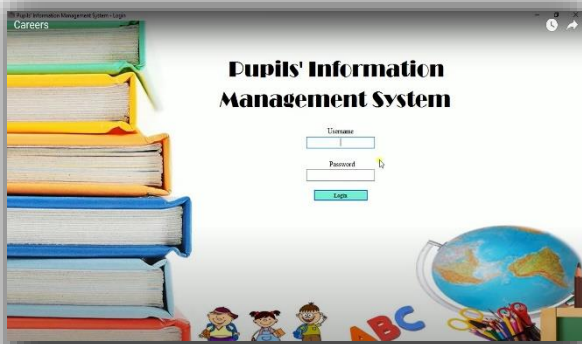 Pupils' Information Management System - Login
Careers
Pupils' Information
Management System
Username
Password
Login
ABC